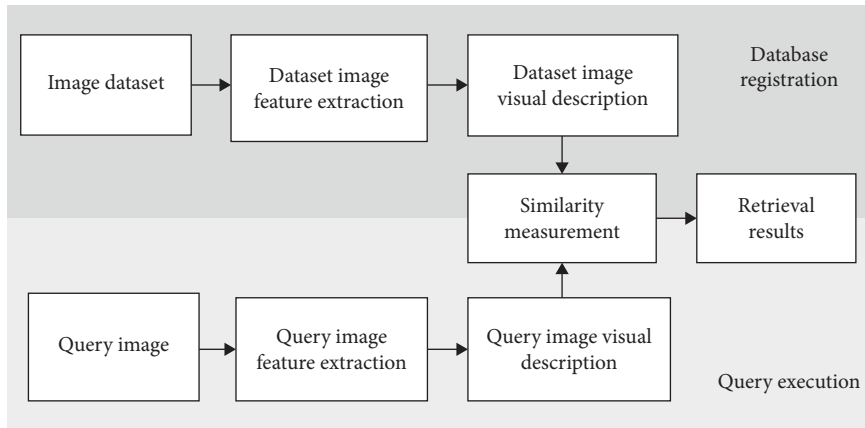 Image dataset
Dataset image
feature extraction
Dataset image
visual description
Database
registration
Similarity
measurement
Retrieval
results
Query image
Query image
feature extraction
Query image visual
description
Query execution